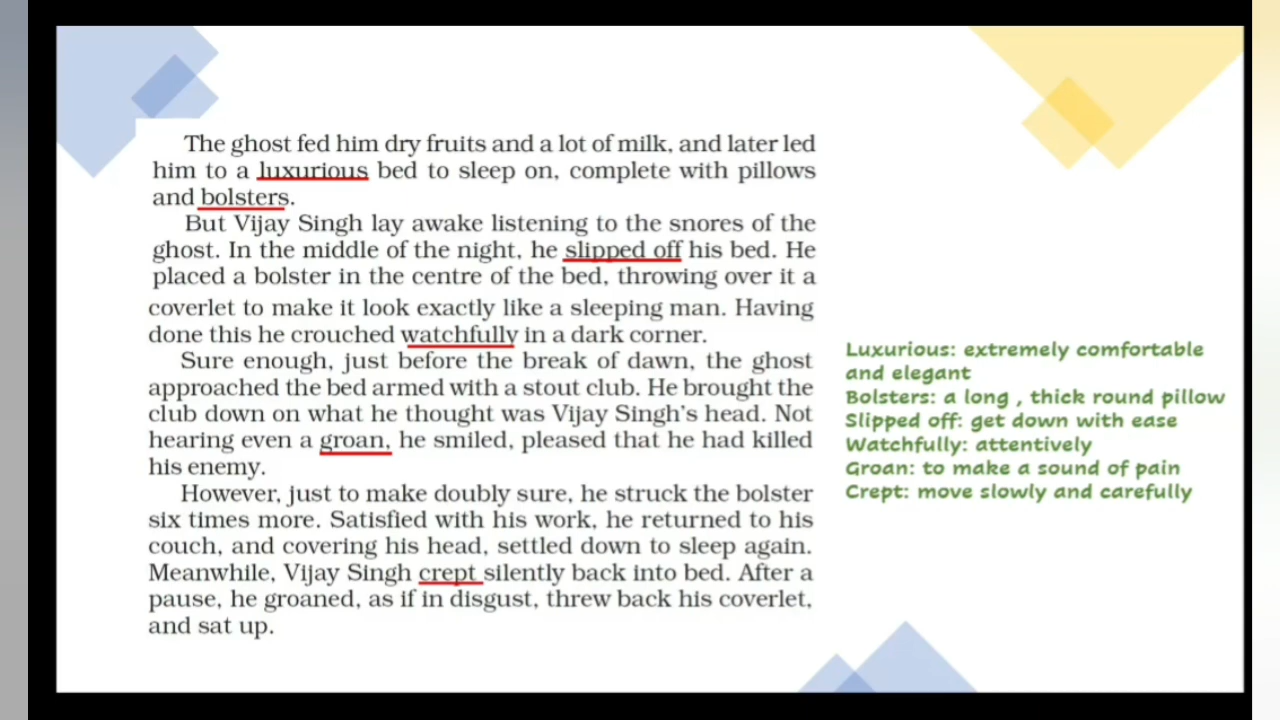 The ghost fed him dry fruits and a lot of milk, and later led
him to a luxurious bed to sleep on, complete with pillows
and bolsters.
But Vijay Singh lay awake listening to the snores of the
ghost. In the middle of the night, he slipped off his bed. He
placed a bolster in the centre of the bed, throwing over it a
coverlet to make it look exactly like a sleeping man. Having
done this he crouched watchfully in a dark corner.
Sure enough, just before the break of dawn, the ghost
approached the bed armed with a stout club. He brought the
club down on what he thought was Vijay Singh's head. Not
hearing even a groan, he smiled, pleased that he had killed
his enemy.
However, just to make doubly sure, he struck the bolster
six times more. Satisfied with his work, he returned to his
couch, and covering his head, settled down to sleep again.
Meanwhile, Vijay Singh crept silently back into bed. After a
pause, he groaned, as if in disgust, threw back his coverlet,
and sat up.
Luxurious: extremely comfortable
and elegant
Bolsters: a long , thick round pillow
Slipped off: get down with ease
Watchfully: attentively
Groan: to make a sound of pain
Crept: move slowly and carefully